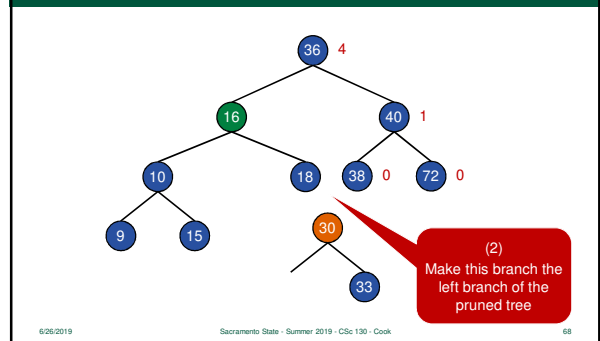 36 4
16 40 1
10 18 38 0 72 0
9 15 30
33
(2)
Make this branch the
left branch of the
pruned tree
6/26/2019 Sacramento State - Summer 2019 - CSc 130 - Cook 68